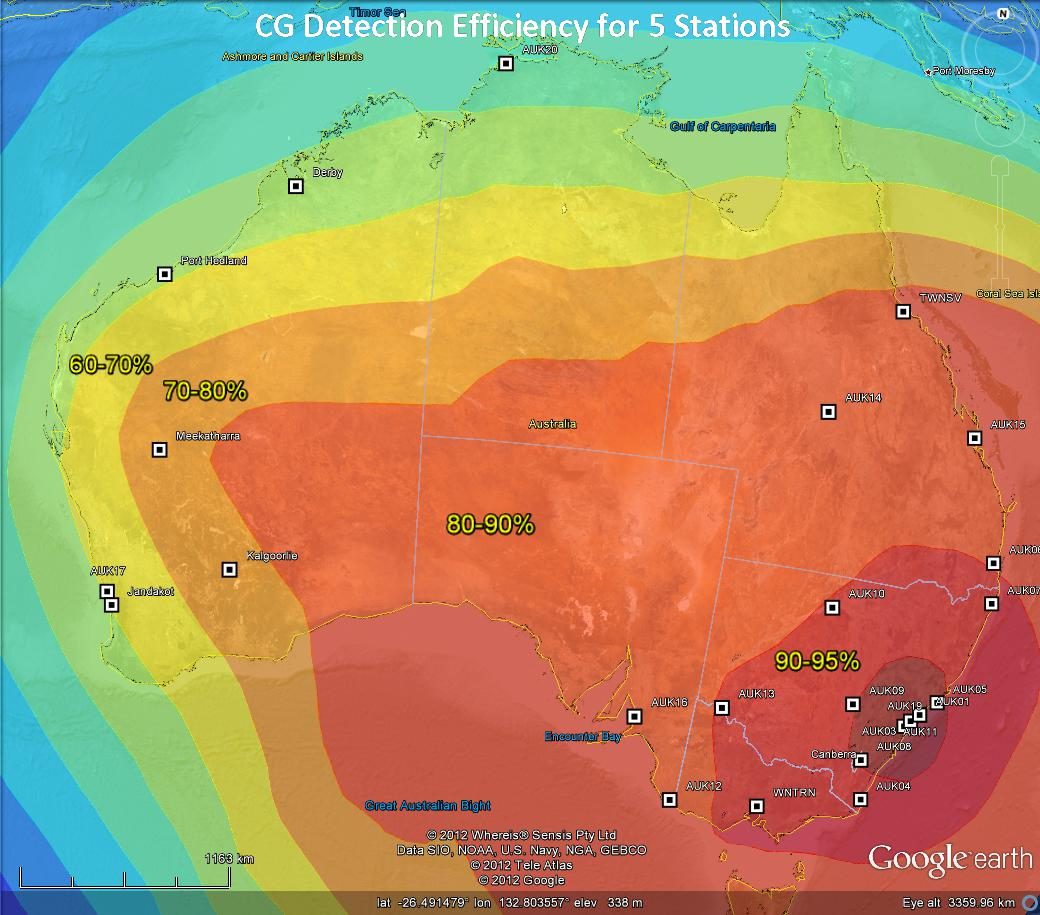 Timor Sea
CG Detection Efficiency for 5 Stations
N
AUK20
Ashmore and Cartier Islands
Port Moresby
Gulf of Carpentaria
Derby
Port Hedland
Coral Sea Isl
TWNSV
60-70%
70-80%
AUK14
Australia
AUK15
Meekatharra
80-90%
AUK06
Kalgoorlie
AUK17
Jandakot
AUK10
AUK07
90-95%
AUK13
AUK09
AUK05
AUK16
AUK19
AUK01
Encounter Bay
AUK03
AUK11
AUK08
Canberra
AUK12
WNTRN
AUK04
Great Australian Bight
© 2012 Whereis® Sensis Pty Ltd
Data SIO, NOAA, U.S. Navy, NGA, GEBCO
© 2012 Tele Atlas
© 2012 Google
1163 km
Google earth
lat -26.491479° lon 132.803557° elev 338 m
Eye alt 3359.96 km